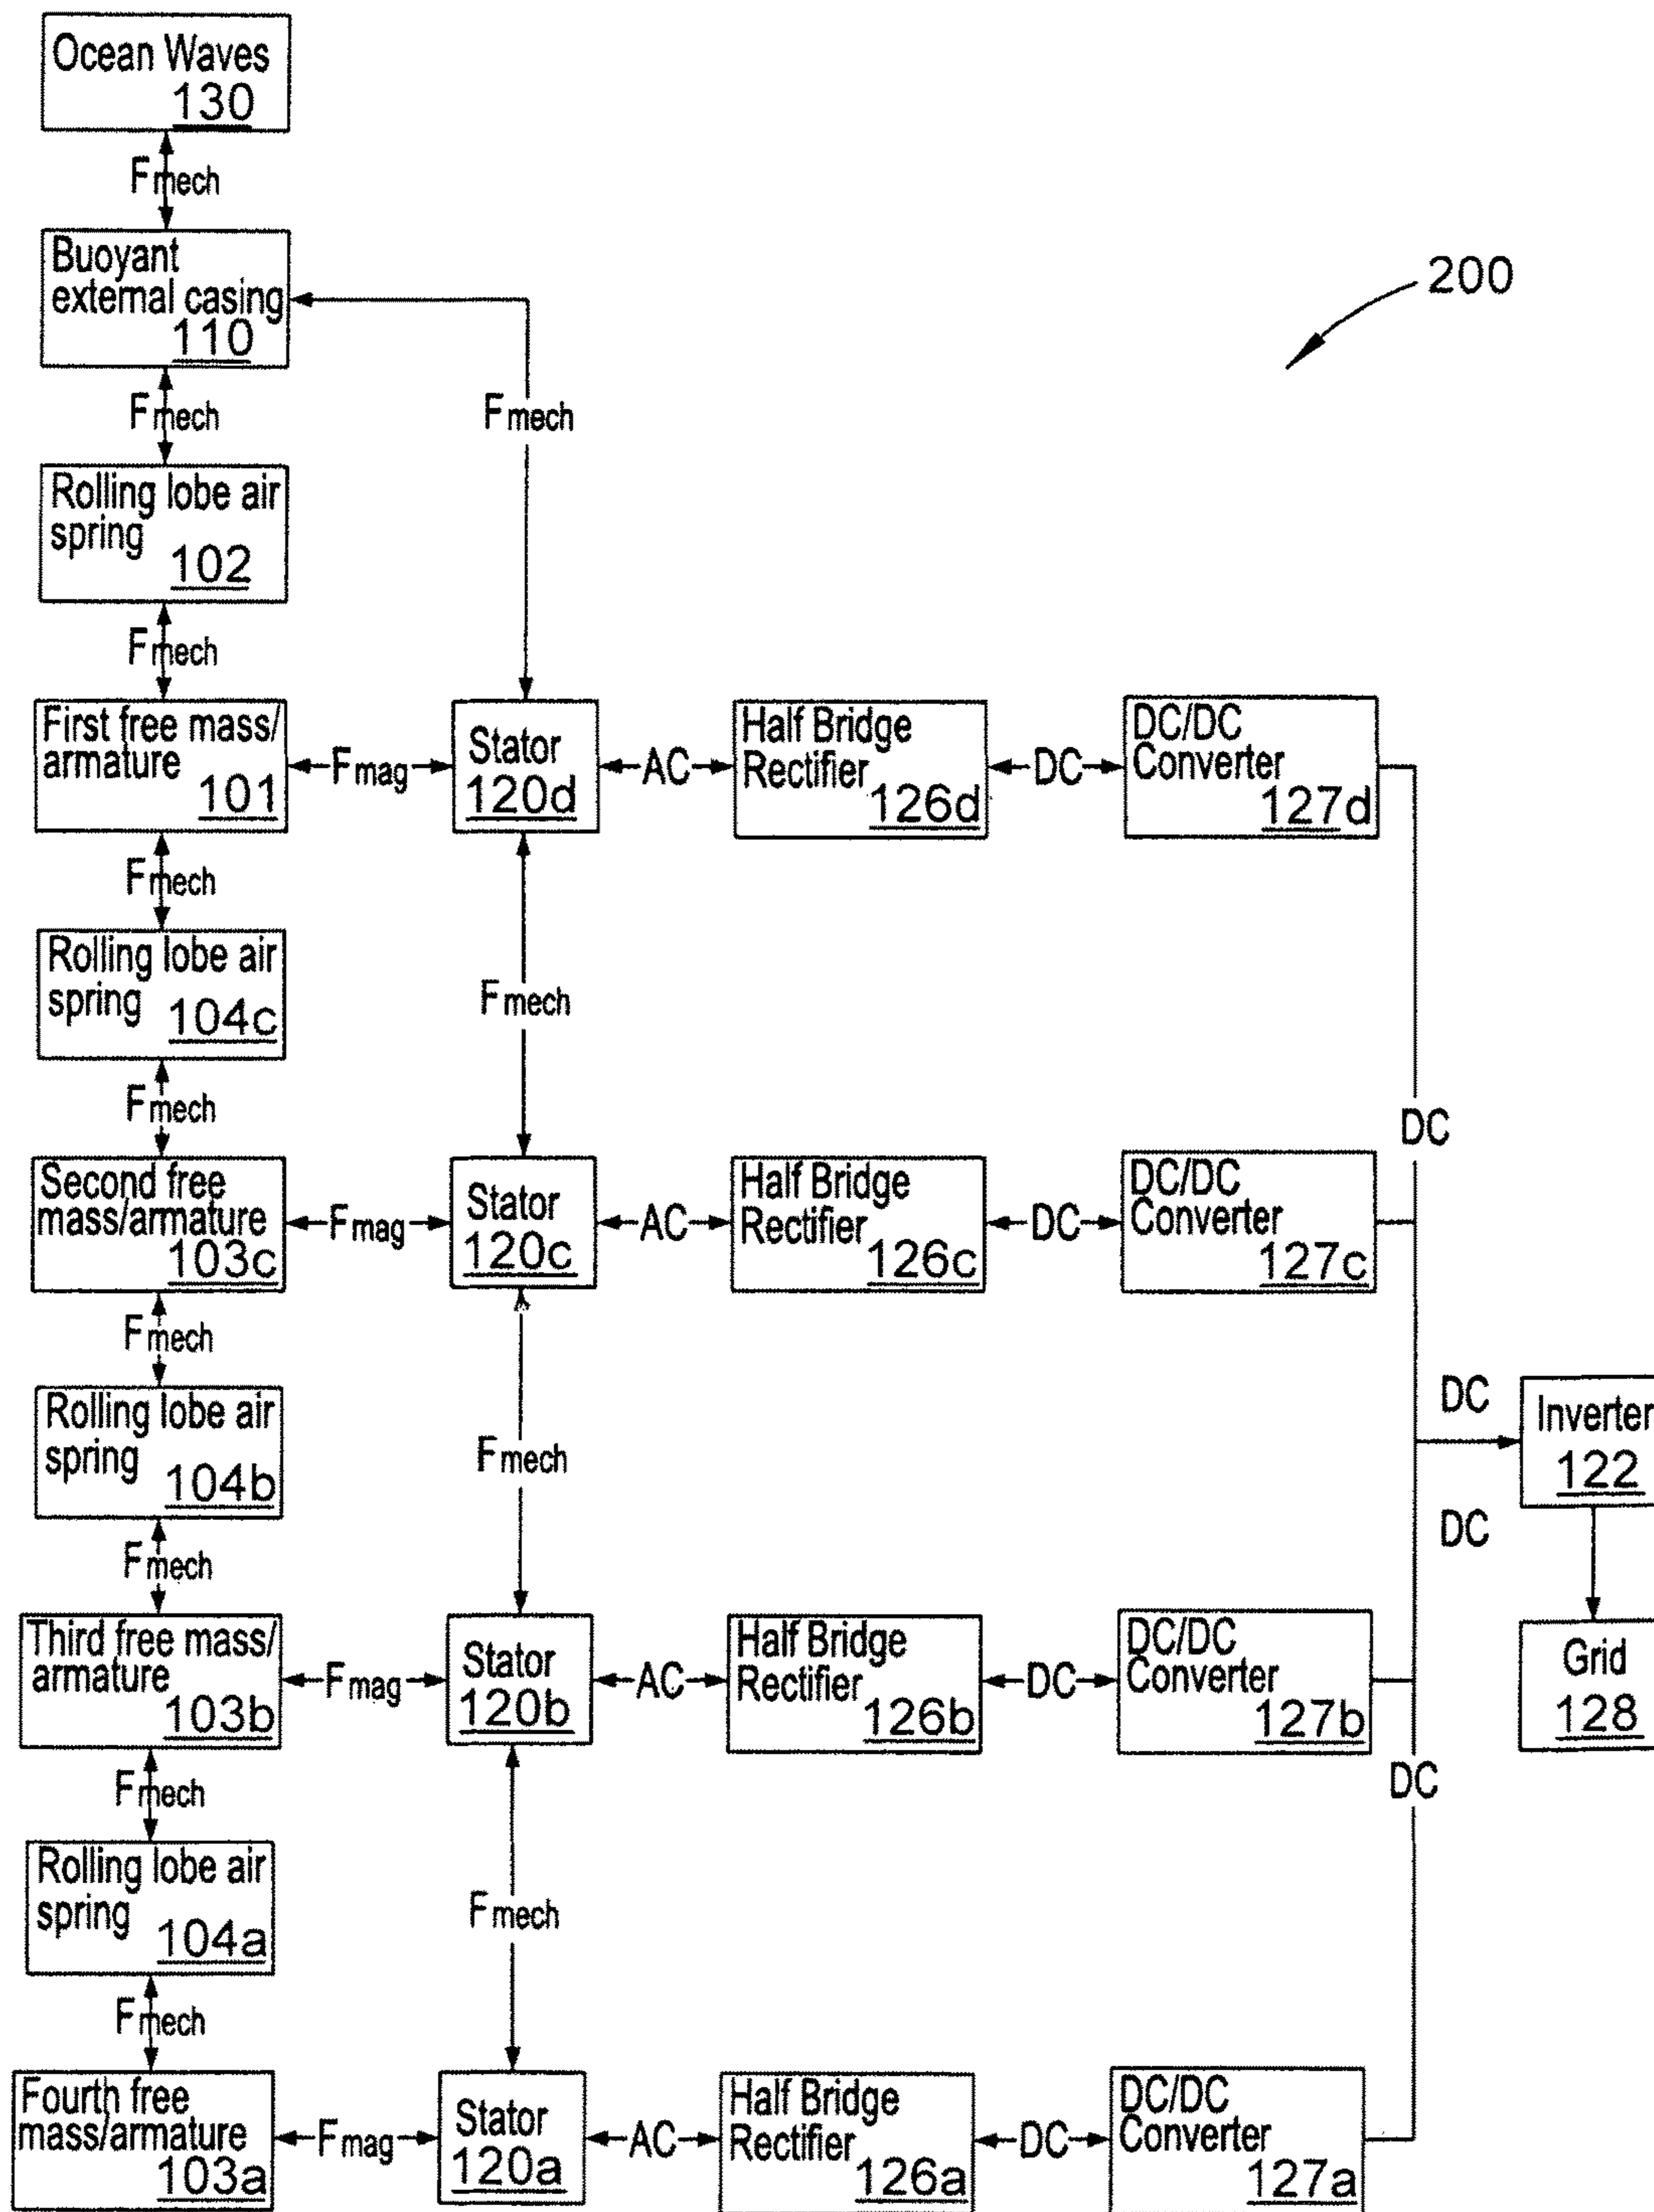 Ocean Waves
130
Fmech
Buoyant
external casing
110
200
Fmech
Fmech
Rolling lobe air
spring
102
Fmech
First free mass/
armature
101
Fmag
Stator
120d
AC
Half Bridge
Rectifier
126d
DC
DC/DC
Converter
127d
Fmech
Rolling lobe air
spring
104c
Fmech
Fmech
DC
Second free
mass/armature
103c
Fmag
Stator
120c
AC
Half Bridge
Rectifier
126c
DC
DC/DC
Converter
127c
Fmech
Rolling lobe air
spring
104b
Fmech
DC
Inverter
122
DC
Fmech
Third free mass/
armature
103b
Fmag
Stator
120b
AC
Half Bridge
Rectifier
126b
DC
DC/DC
Converter
127b
Grid
128
Fmech
DC
Rolling lobe air
spring
104a
Fmech
Fmech
Fourth free
mass/armature
103a
Fmag
Stator
120a
AC
Half Bridge
Rectifier
126a
DC
DC/DC
Converter
127a